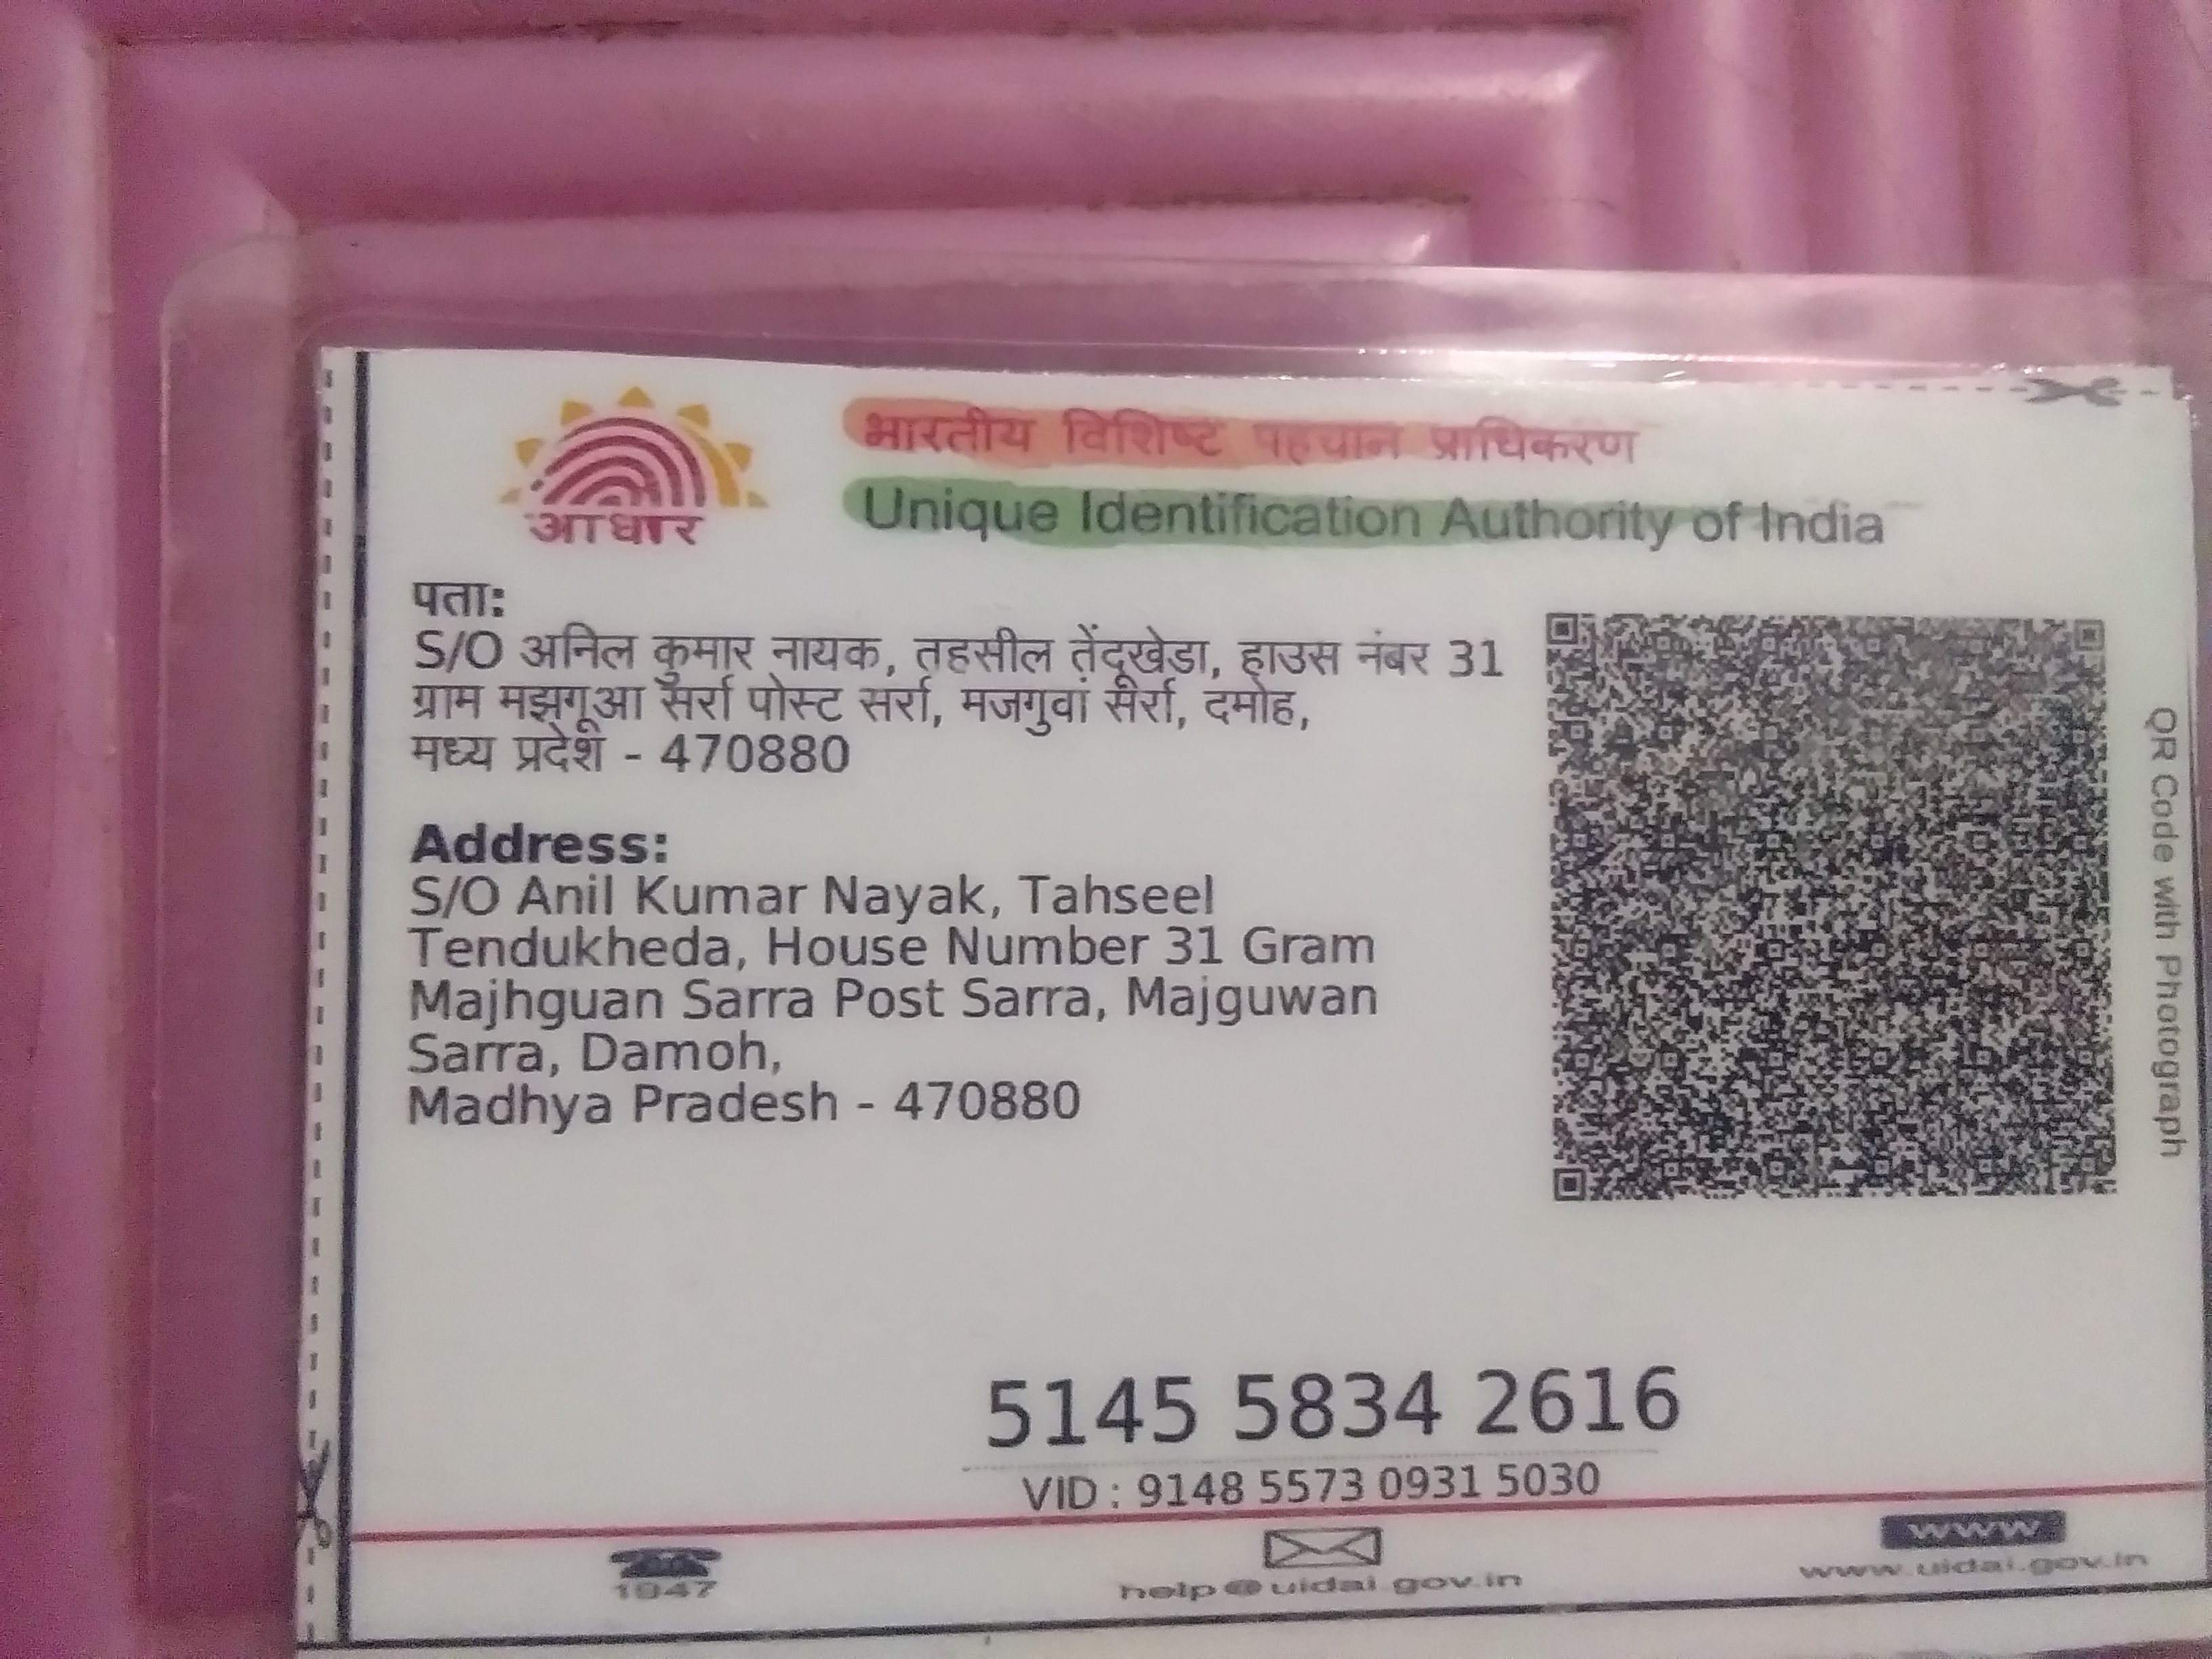 आधार
भारतीय विशिष्ट पहचान प्राधिकरण
Unique Identification Authority of India
पता:
S/O अनिल कुमार नायक, तहसील तेंदूखेडा, हाउस नंबर 31
ग्राम मझगूआ सर्रा पोस्ट सर्रा, मजगुवां सर्रा, दमोह,
मध्य प्रदेश - 470880
Address:
S/O Anil Kumar Nayak, Tahseel
Tendukheda, House Number 31 Gram
Majhguan Sarra Post Sarra, Majguwan
Sarra, Damoh,
Madhya Pradesh - 470880
QR Code with Photograph
5145 5834 2616
VID : 9148 5573 0931 5030
1947
help@uidai.gov.in
www
www.uidai.gov.in